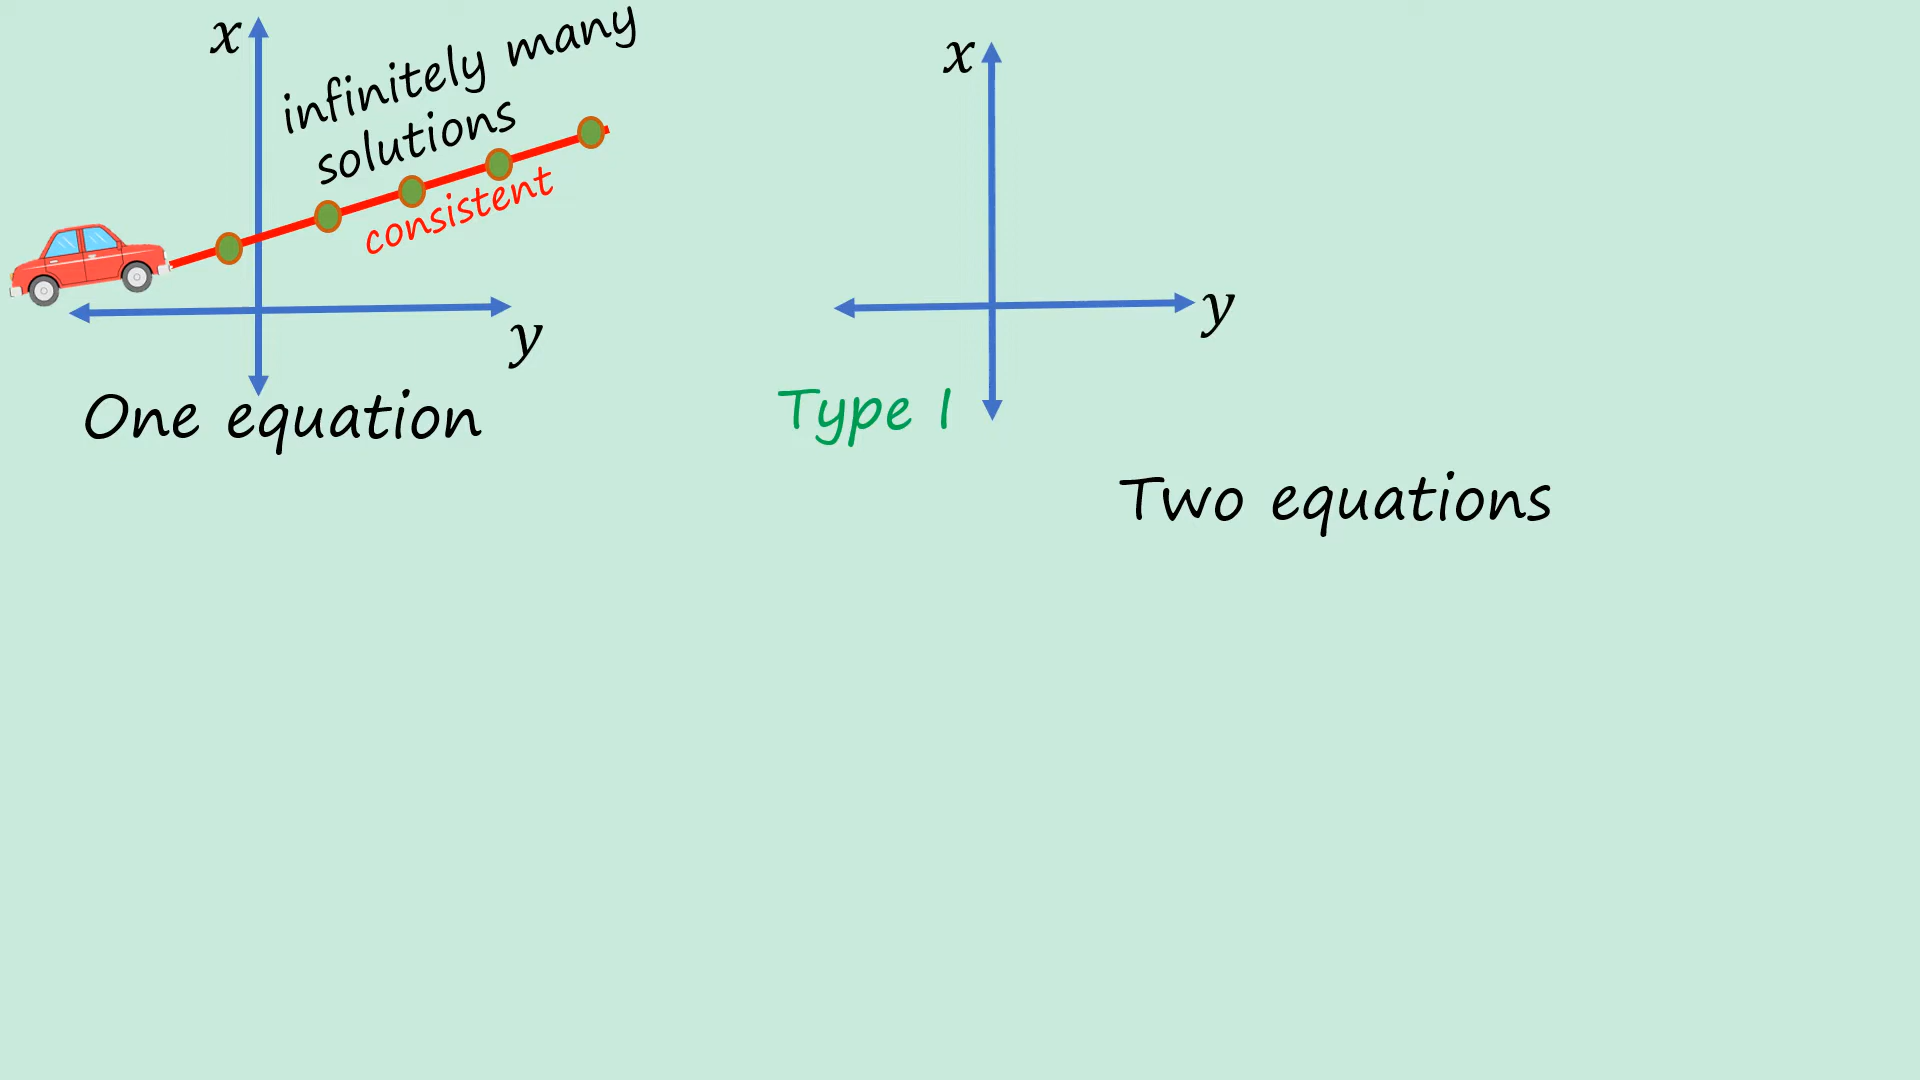 x
infinitely many
solutions
consistent
y
One equation
x
y
Type I
Two equations